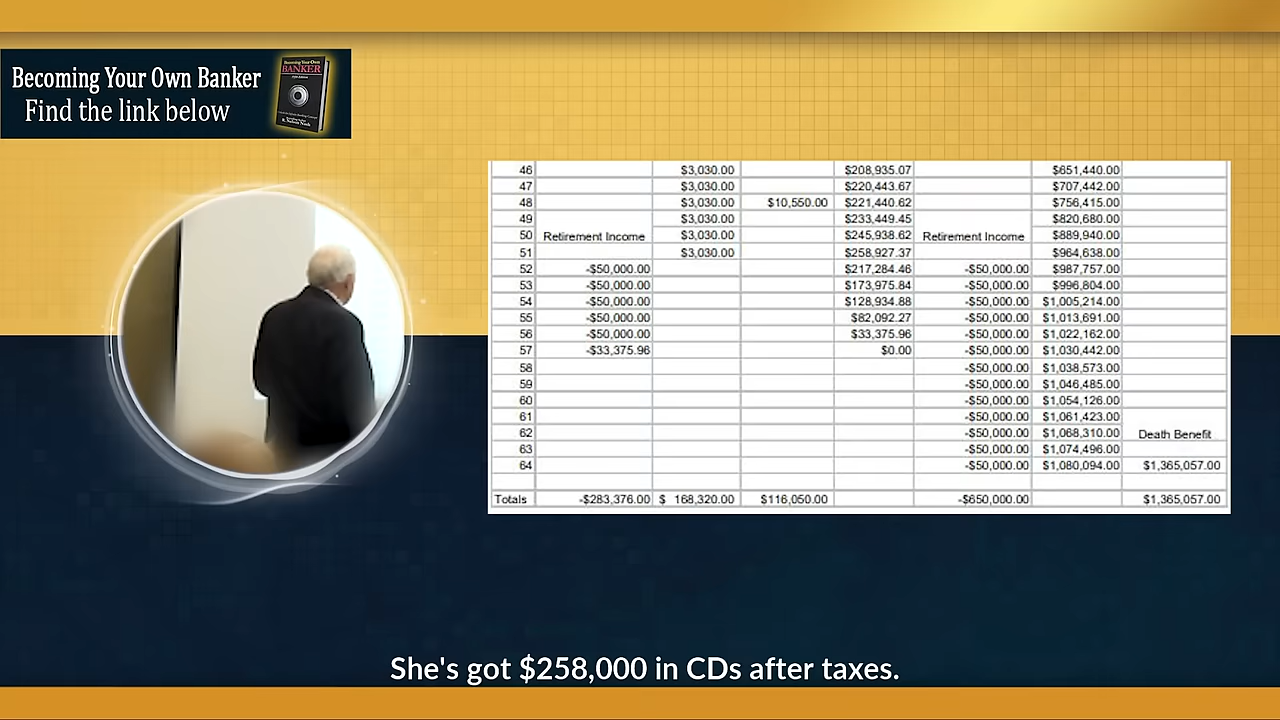 Becoming Your Own Banker
Find the link below
Becoming Your Own
BANKER
46 $3,030.00 $208,935.07 $651,440.00
47 $3,030.00 $220,443.67 $707,442.00
48 $3,030.00 $10,550.00 $221,440.62 $756,415.00
49 $3,030.00 $233,449.45 $820,680.00
50 Retirement Income $3,030.00 $245,938.62 Retirement Income $889,940.00
51 $3,030.00 $258,927.37 $964,638.00
52 -$50,000.00 $217,284.46 -$50,000.00 $987,757.00
53 -$50,000.00 $173,975.84 -$50,000.00 $996,804.00
54 -$50,000.00 $128,934.88 -$50,000.00 $1,005,214.00
55 -$50,000.00 $82,092.27 -$50,000.00 $1,013,691.00
56 -$50,000.00 $33,375.96 -$50,000.00 $1,022,162.00
57 -$33,375.96 $0.00 -$50,000.00 $1,030,442.00
58 -$50,000.00 $1,038,573.00
59 -$50,000.00 $1,046,485.00
60 -$50,000.00 $1,054,126.00
61 -$50,000.00 $1,061,423.00
62 -$50,000.00 $1,068,310.00 Death Benefit
63 -$50,000.00 $1,074,496.00
64 -$50,000.00 $1,080,094.00 $1,365,057.00
Totals -$283,376.00 $ 168,320.00 $116,050.00 -$650,000.00 $1,365,057.00
She's got $258,000 in CDs after taxes.